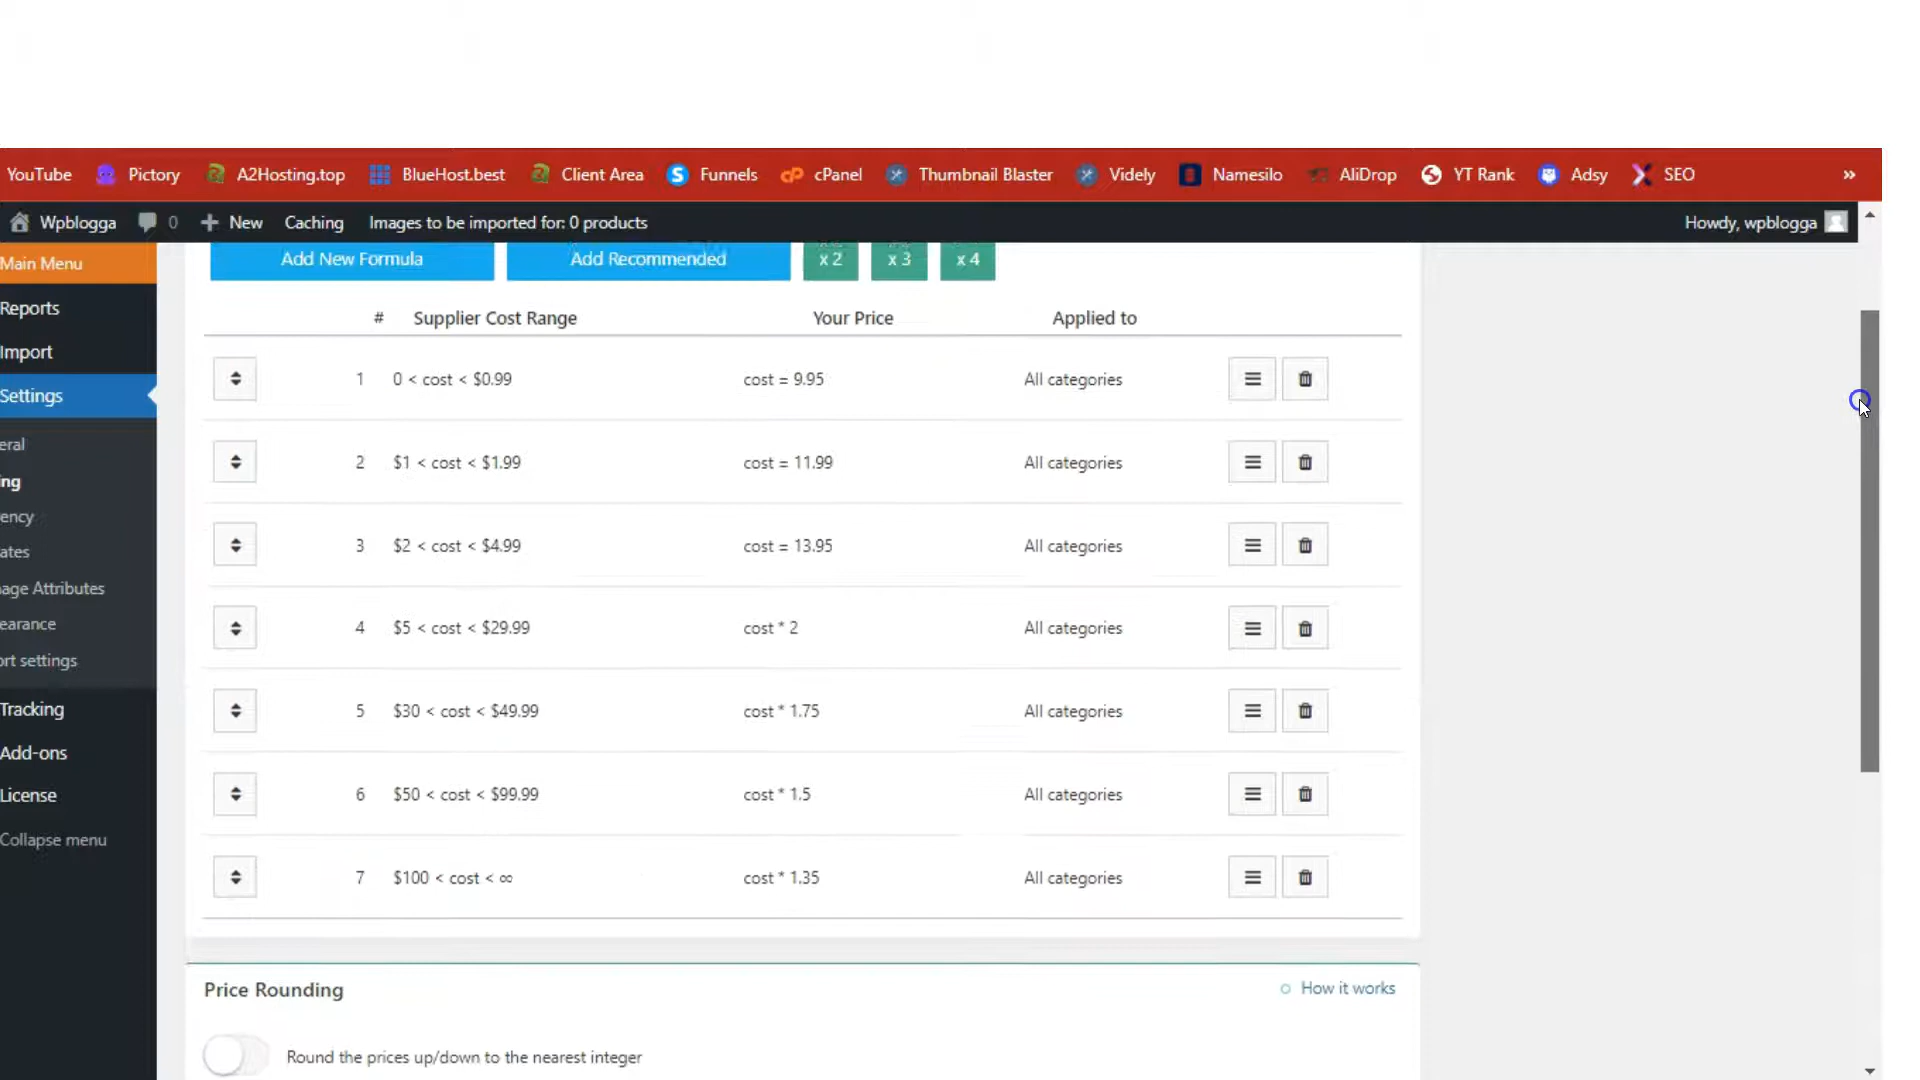 YouTube Pictory A2Hosting.top BlueHost.best Client Area Funnels cPanel Thumbnail Blaster Videly Namesilo AliDrop YT Rank Adsy SEO »
Wpblogga 0 New Caching Images to be imported for: 0 products Howdy, wpblogga
Main Menu
Reports
Import
Settings
eral
ing
ency
ates
age Attributes
earance
ort settings
Tracking
Add-ons
License
Collapse menu
Add New Formula Add Recommended x 2 x 3 x 4
# Supplier Cost Range Your Price Applied to
1 0 < cost < $0.99 cost = 9.95 All categories
2 $1 < cost < $1.99 cost = 11.99 All categories
3 $2 < cost < $4.99 cost = 13.95 All categories
4 $5 < cost < $29.99 cost * 2 All categories
5 $30 < cost < $49.99 cost * 1.75 All categories
6 $50 < cost < $99.99 cost * 1.5 All categories
7 $100 < cost < ∞ cost * 1.35 All categories
Price Rounding How it works
Round the prices up/down to the nearest integer